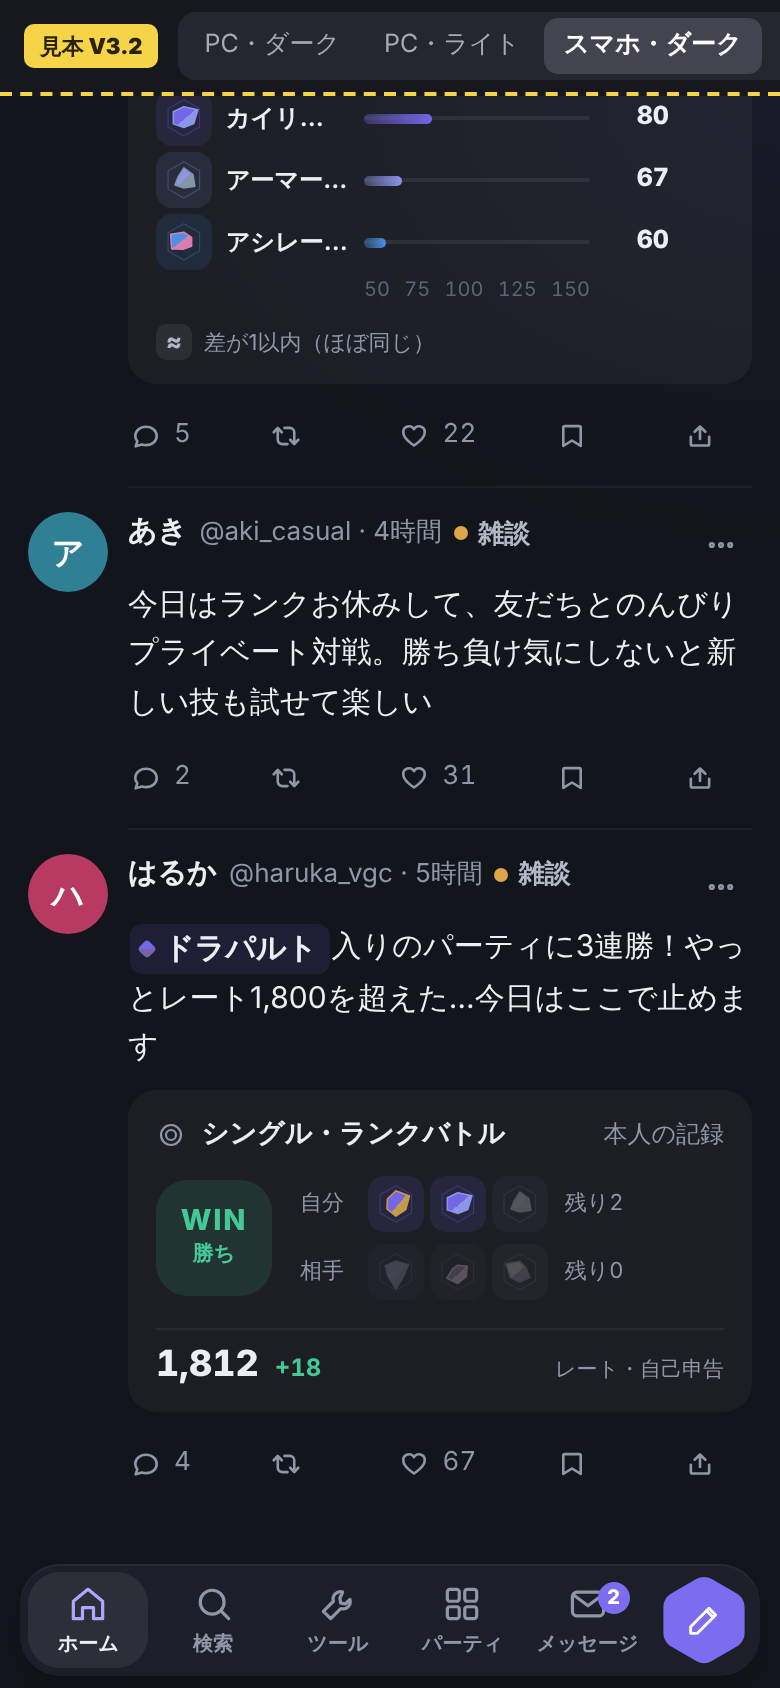 見本 V3.2 PC・ダーク PC・ライト スマホ・ダーク
カイリ... 80
アーマー... 67
アシレー... 60
50 75 100 125 150
≈ 差が1以内（ほぼ同じ）
5 22
ア あき @aki_casual · 4時間 雑談
今日はランクお休みして、友だちとのんびり
プライベート対戦。勝ち負け気にしないと新
しい技も試せて楽しい
2 31
ハ はるか @haruka_vgc · 5時間 雑談
ドラパルト 入りのパーティに3連勝！やっ
とレート1,800を超えた...今日はここで止めま
す
シングル・ランクバトル 本人の記録
WIN
勝ち
自分 残り2
相手 残り0
1,812 +18 レート・自己申告
4 67
2
ホーム 検索 ツール パーティ メッセージ